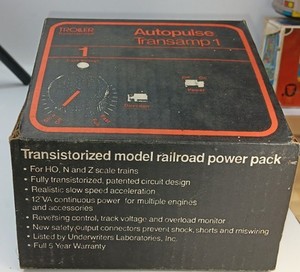 TROLLER
Autopulse
Transamp 1
1
Transistorized model railroad power pack
• For HO, N and Z scale trains
• Fully transistorized, patented circuit design
• Realistic slow speed acceleration
• 12 VA continuous power for multiple engines
and accessories
• Reversing control, track voltage and overload monitor
• New safety output connectors prevent shock, shorts and miswiring
• Listed by Underwriters Laboratories, Inc.
• Full 5 Year Warranty